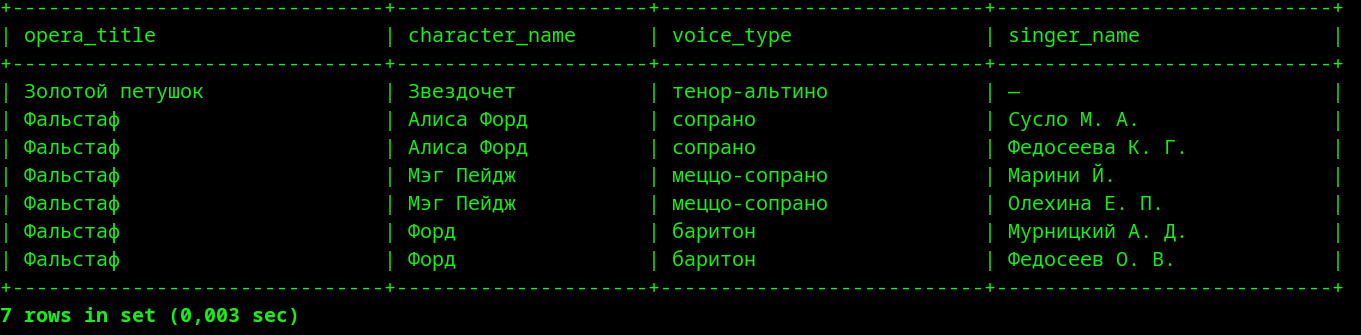 +-------------------------------+---------------------+---------------------------+----------------------------+
| opera_title                   | character_name      | voice_type                | singer_name                |
+-------------------------------+---------------------+---------------------------+----------------------------+
| Золотой петушок               | Звездочет           | тенор-альтино             | —                          |
| Фальстаф                      | Алиса Форд          | сопрано                   | Сусло М. А.                |
| Фальстаф                      | Алиса Форд          | сопрано                   | Федосеева К. Г.            |
| Фальстаф                      | Мэг Пейдж           | меццо-сопрано             | Марини Й.                  |
| Фальстаф                      | Мэг Пейдж           | меццо-сопрано             | Олехина Е. П.              |
| Фальстаф                      | Форд                | баритон                   | Мурницкий А. Д.            |
| Фальстаф                      | Форд                | баритон                   | Федосеев О. В.             |
+-------------------------------+---------------------+---------------------------+----------------------------+
7 rows in set (0,003 sec)